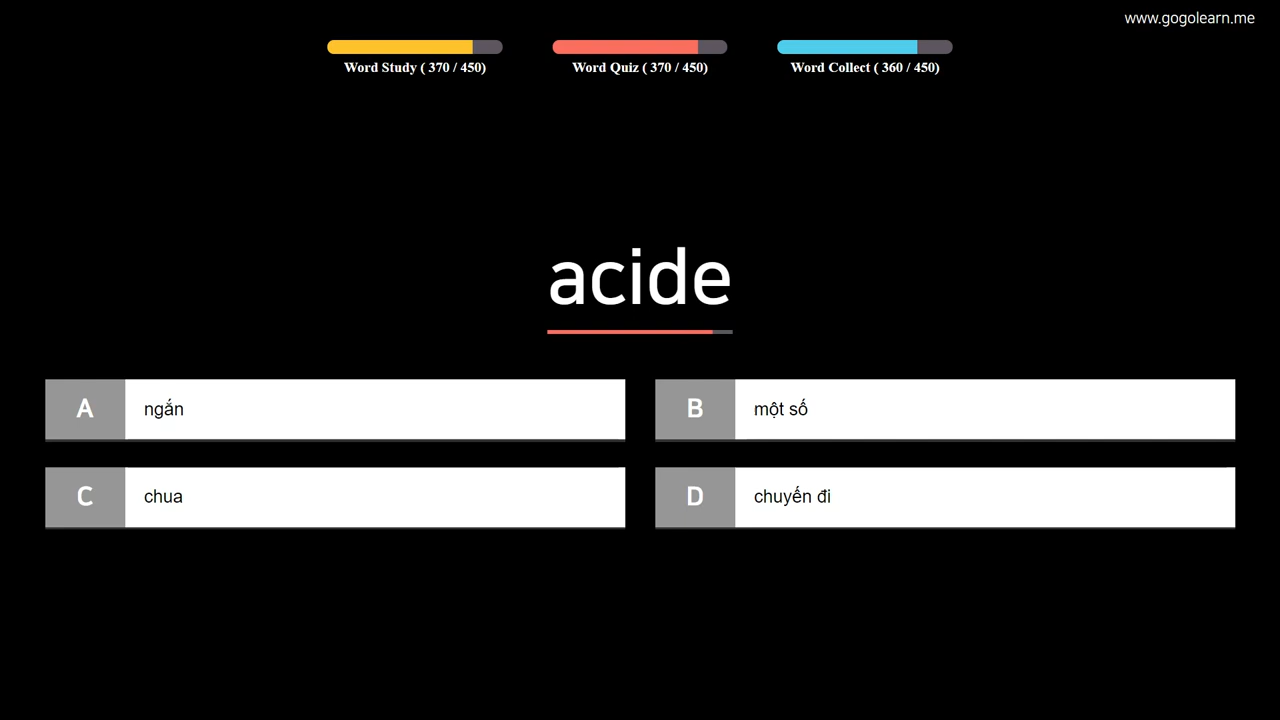 www.gogolearn.me
Word Study ( 370 / 450)
Word Quiz ( 370 / 450)
Word Collect ( 360 / 450)
acide
A
ngắn
B
một số
C
chua
D
chuyến đi